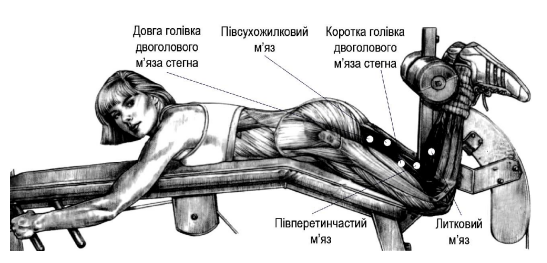 Довга голівка
двоголового
м'яза стегна
Півсухожилковий
м'яз
Коротка голівка
двоголового
м'яза стегна
Півперетинчастий
м'яз
Литковий
м'яз